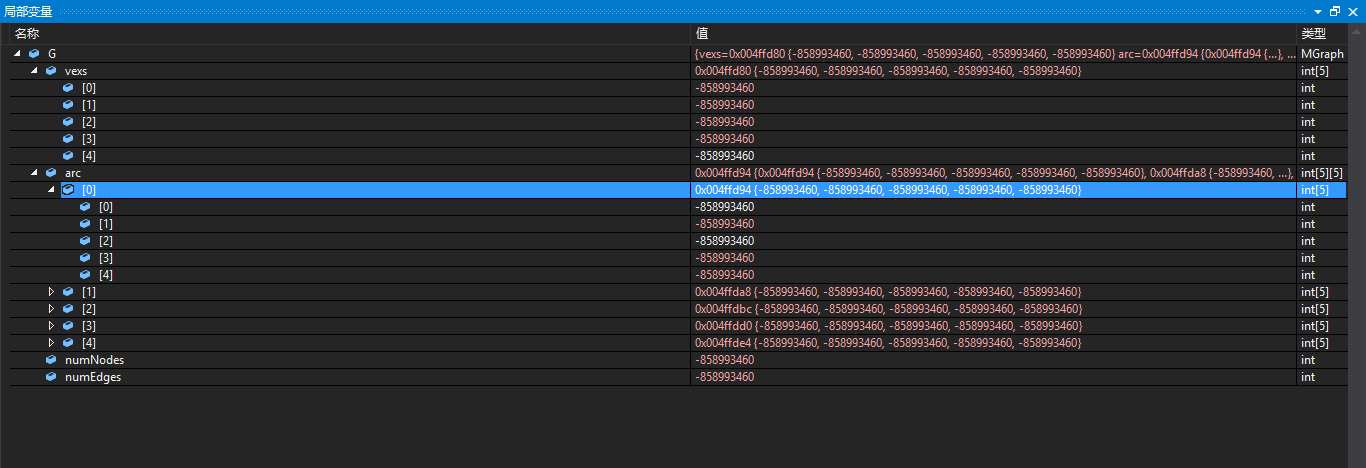 局部变量
名称 值 类型
G {vexs=0x004ffd80 {-858993460, -858993460, -858993460, -858993460, -858993460} arc=0x004ffd94 {0x004ffd94 {...}, ... MGraph
vexs 0x004ffd80 {-858993460, -858993460, -858993460, -858993460, -858993460} int[5]
[0] -858993460 int
[1] -858993460 int
[2] -858993460 int
[3] -858993460 int
[4] -858993460 int
arc 0x004ffd94 {0x004ffd94 {-858993460, -858993460, -858993460, -858993460, -858993460}, 0x004ffda8 {-858993460, ...}, int[5][5]
[0] 0x004ffd94 {-858993460, -858993460, -858993460, -858993460, -858993460} int[5]
[0] -858993460 int
[1] -858993460 int
[2] -858993460 int
[3] -858993460 int
[4] -858993460 int
[1] 0x004ffda8 {-858993460, -858993460, -858993460, -858993460, -858993460} int[5]
[2] 0x004ffdbc {-858993460, -858993460, -858993460, -858993460, -858993460} int[5]
[3] 0x004ffdd0 {-858993460, -858993460, -858993460, -858993460, -858993460} int[5]
[4] 0x004ffde4 {-858993460, -858993460, -858993460, -858993460, -858993460} int[5]
numNodes -858993460 int
numEdges -858993460 int